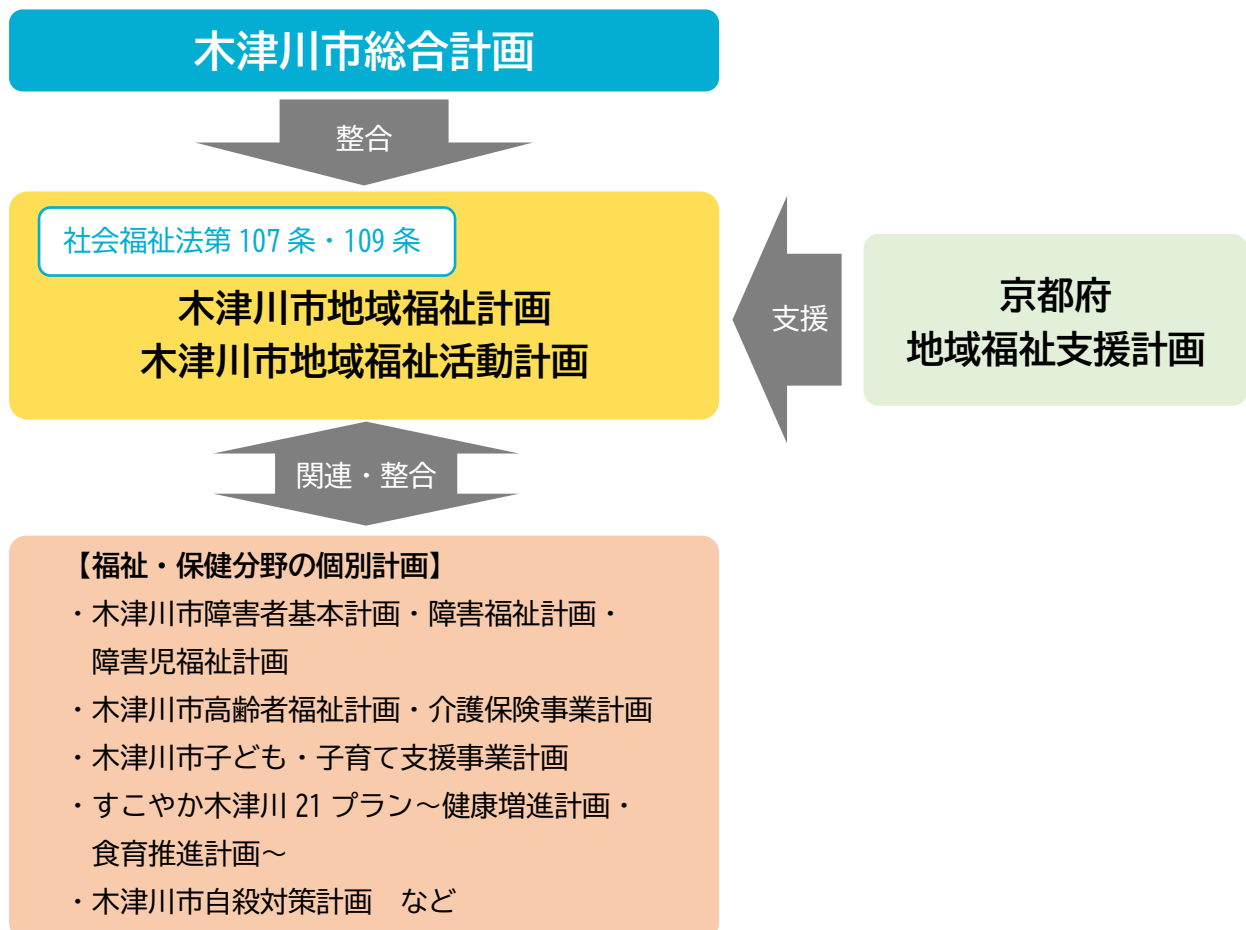 木津川市総合計画
整合
社会福祉法第 107 条・109 条
木津川市地域福祉計画
木津川市地域福祉活動計画
支援
京都府
地域福祉支援計画
関連・整合
【福祉・保健分野の個別計画】
・木津川市障害者基本計画・障害福祉計画・
障害児福祉計画
・木津川市高齢者福祉計画・介護保険事業計画
・木津川市子ども・子育て支援事業計画
・すこやか木津川 21 プラン～健康増進計画・
食育推進計画～
・木津川市自殺対策計画　など